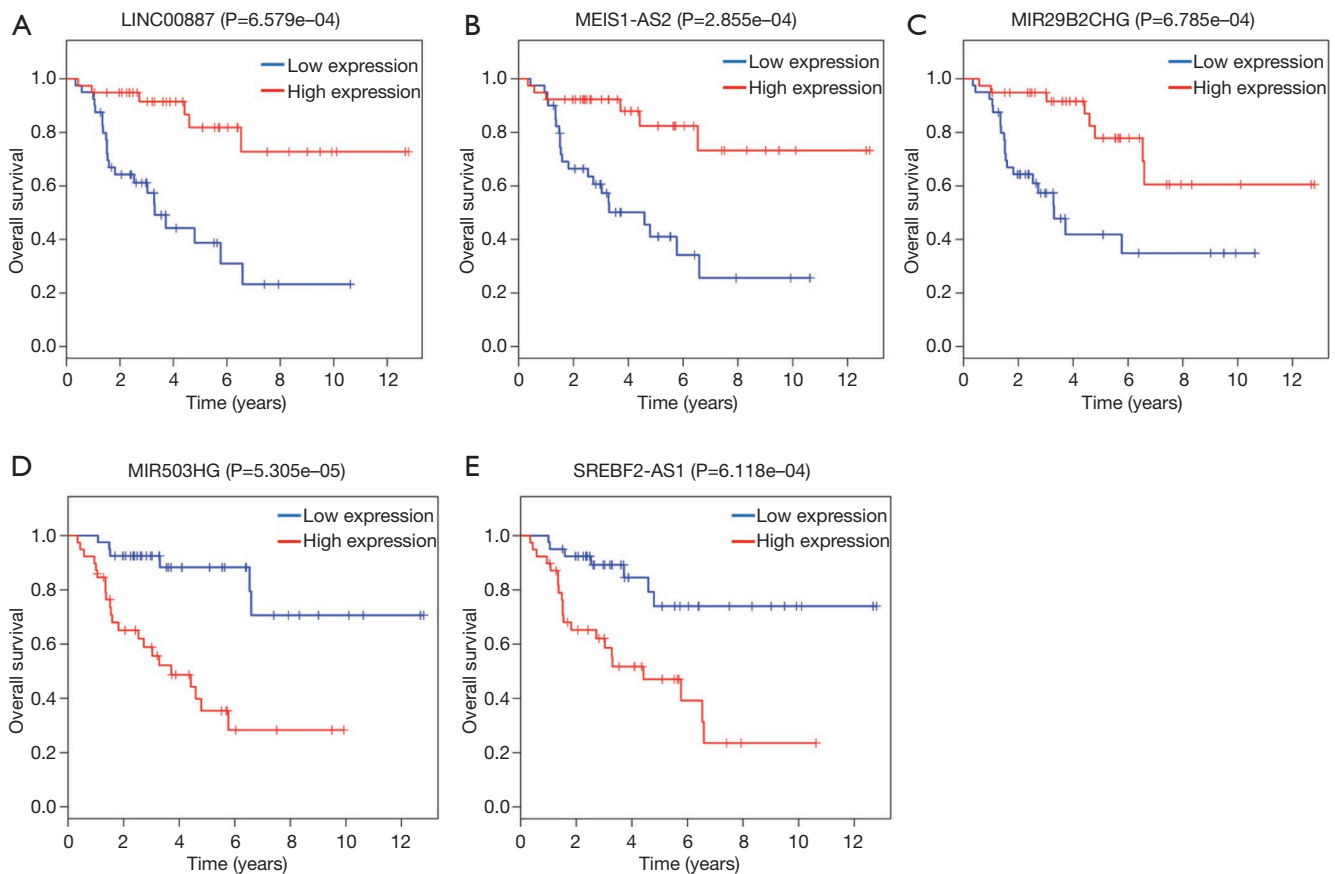 A
LINC00887 (P=6.579e–04)
Low expression
High expression
Overall survival
1.0
0.8
0.6
0.4
0.2
0.0
0 2 4 6 8 10 12
Time (years)
B
MEIS1-AS2 (P=2.855e–04)
Low expression
High expression
Overall survival
1.0
0.8
0.6
0.4
0.2
0.0
0 2 4 6 8 10 12
Time (years)
C
MIR29B2CHG (P=6.785e–04)
Low expression
High expression
Overall survival
1.0
0.8
0.6
0.4
0.2
0.0
0 2 4 6 8 10 12
Time (years)
D
MIR503HG (P=5.305e–05)
Low expression
High expression
Overall survival
1.0
0.8
0.6
0.4
0.2
0.0
0 2 4 6 8 10 12
Time (years)
E
SREBF2-AS1 (P=6.118e–04)
Low expression
High expression
Overall survival
1.0
0.8
0.6
0.4
0.2
0.0
0 2 4 6 8 10 12
Time (years)